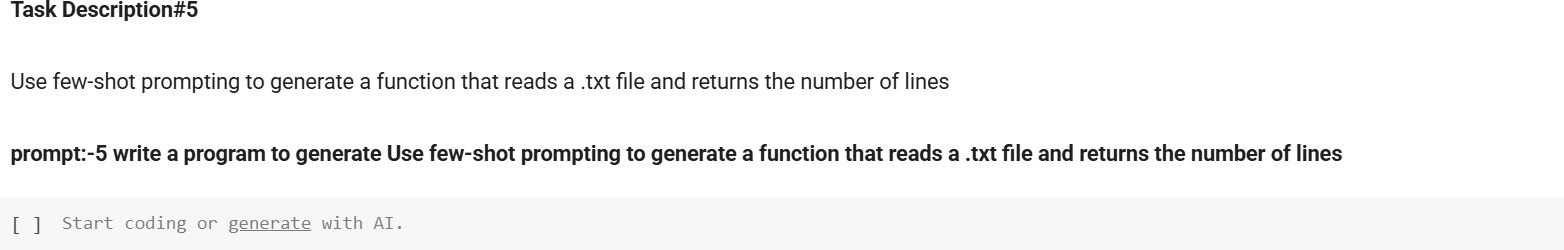 Task Description#5
Use few-shot prompting to generate a function that reads a .txt file and returns the number of lines
prompt:-5 write a program to generate Use few-shot prompting to generate a function that reads a .txt file and returns the number of lines
[ ] Start coding or generate with AI.